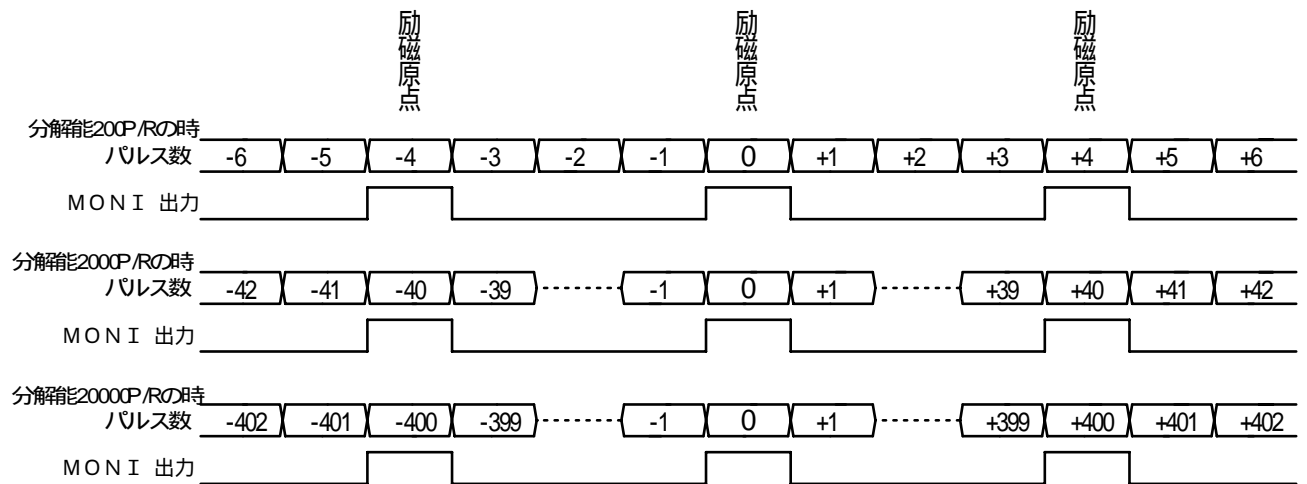 励磁原点 励磁原点 励磁原点
分解能200P/Rの時
パルス数 -6 -5 -4 -3 -2 -1 0 +1 +2 +3 +4 +5 +6
ＭＯＮＩ 出力
分解能2000P/Rの時
パルス数 -42 -41 -40 -39 -1 0 +1 +39 +40 +41 +42
ＭＯＮＩ 出力
分解能20000P/Rの時
パルス数 -402 -401 -400 -399 -1 0 +1 +399 +400 +401 +402
ＭＯＮＩ 出力